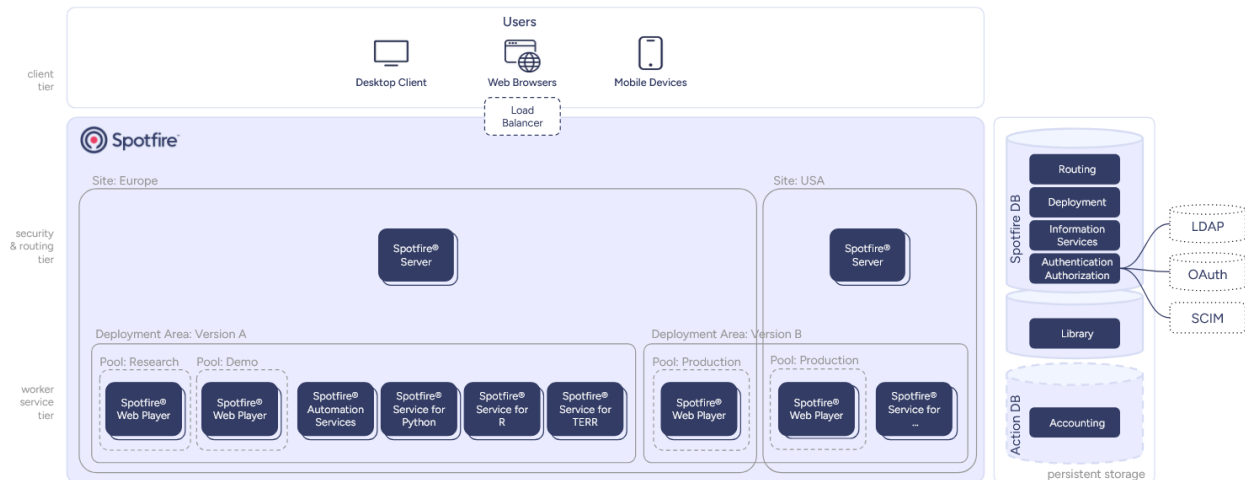 Users
Desktop Client
Web Browsers
Mobile Devices
client
tier
Load
Balancer
Spotfire™
Site: Europe
Site: USA
security
& routing
tier
Spotfire®
Server
Spotfire®
Server
Deployment Area: Version A
Deployment Area: Version B
Pool: Research
Pool: Demo
Pool: Production
Pool: Production
worker
service
tier
Spotfire®
Web Player
Spotfire®
Web Player
Spotfire®
Automation
Services
Spotfire®
Service for
Python
Spotfire®
Service for
R
Spotfire®
Service for
TERR
Spotfire®
Web Player
Spotfire®
Web Player
Spotfire®
Service for
...
Spotfire DB
Routing
Deployment
Information
Services
Authentication
Authorization
LDAP
OAuth
SCIM
Library
Action DB
Accounting
persistent storage